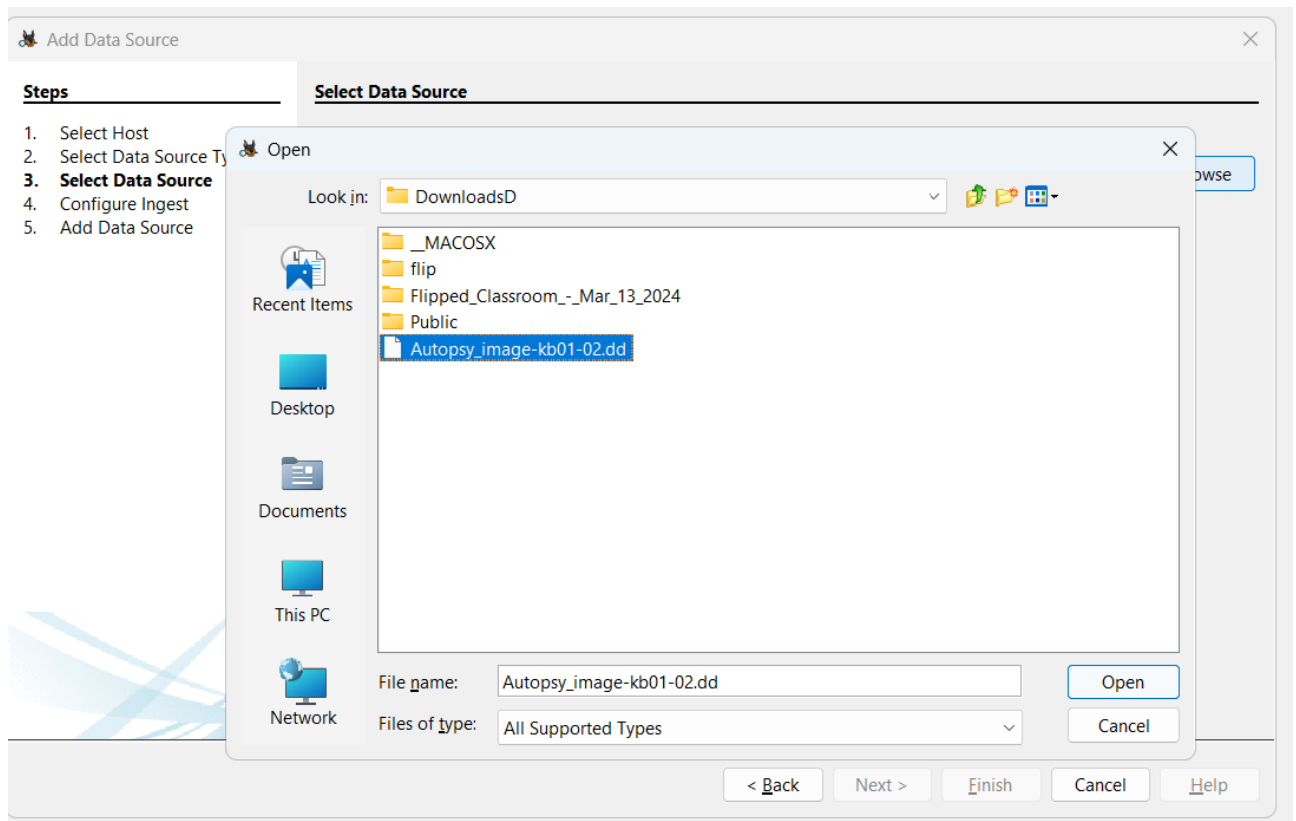 Add Data Source
Steps
Select Data Source
1. Select Host
2. Select Data Source Ty
3. Select Data Source
4. Configure Ingest
5. Add Data Source
owse
Open
Look in: DownloadsD
Recent Items
Desktop
Documents
This PC
Network
__MACOSX
flip
Flipped_Classroom_-_Mar_13_2024
Public
Autopsy_image-kb01-02.dd
File name: Autopsy_image-kb01-02.dd Open
Files of type: All Supported Types Cancel
< Back Next > Finish Cancel Help